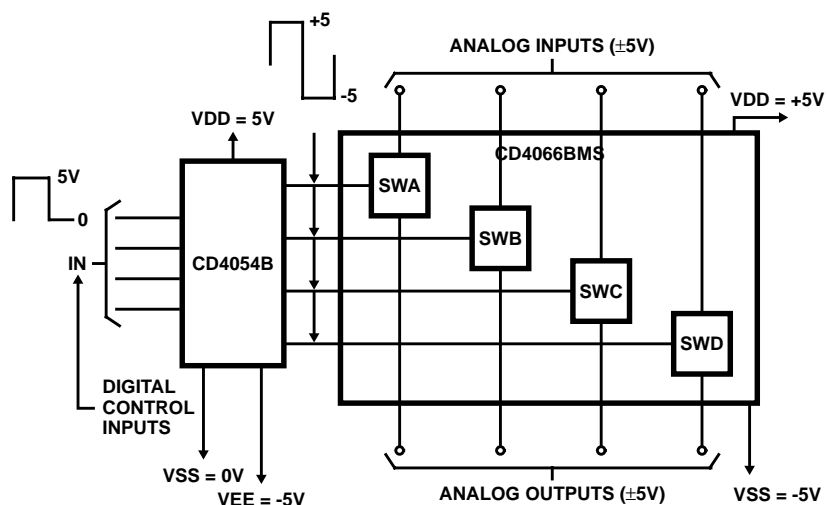 +5
-5
ANALOG INPUTS (±5V)
VDD = +5V
VDD = 5V
CD4066BMS
5V
0
IN
CD4054B
SWA
SWB
SWC
SWD
DIGITAL
CONTROL
INPUTS
VSS = 0V
VEE = -5V
ANALOG OUTPUTS (±5V)
VSS = -5V